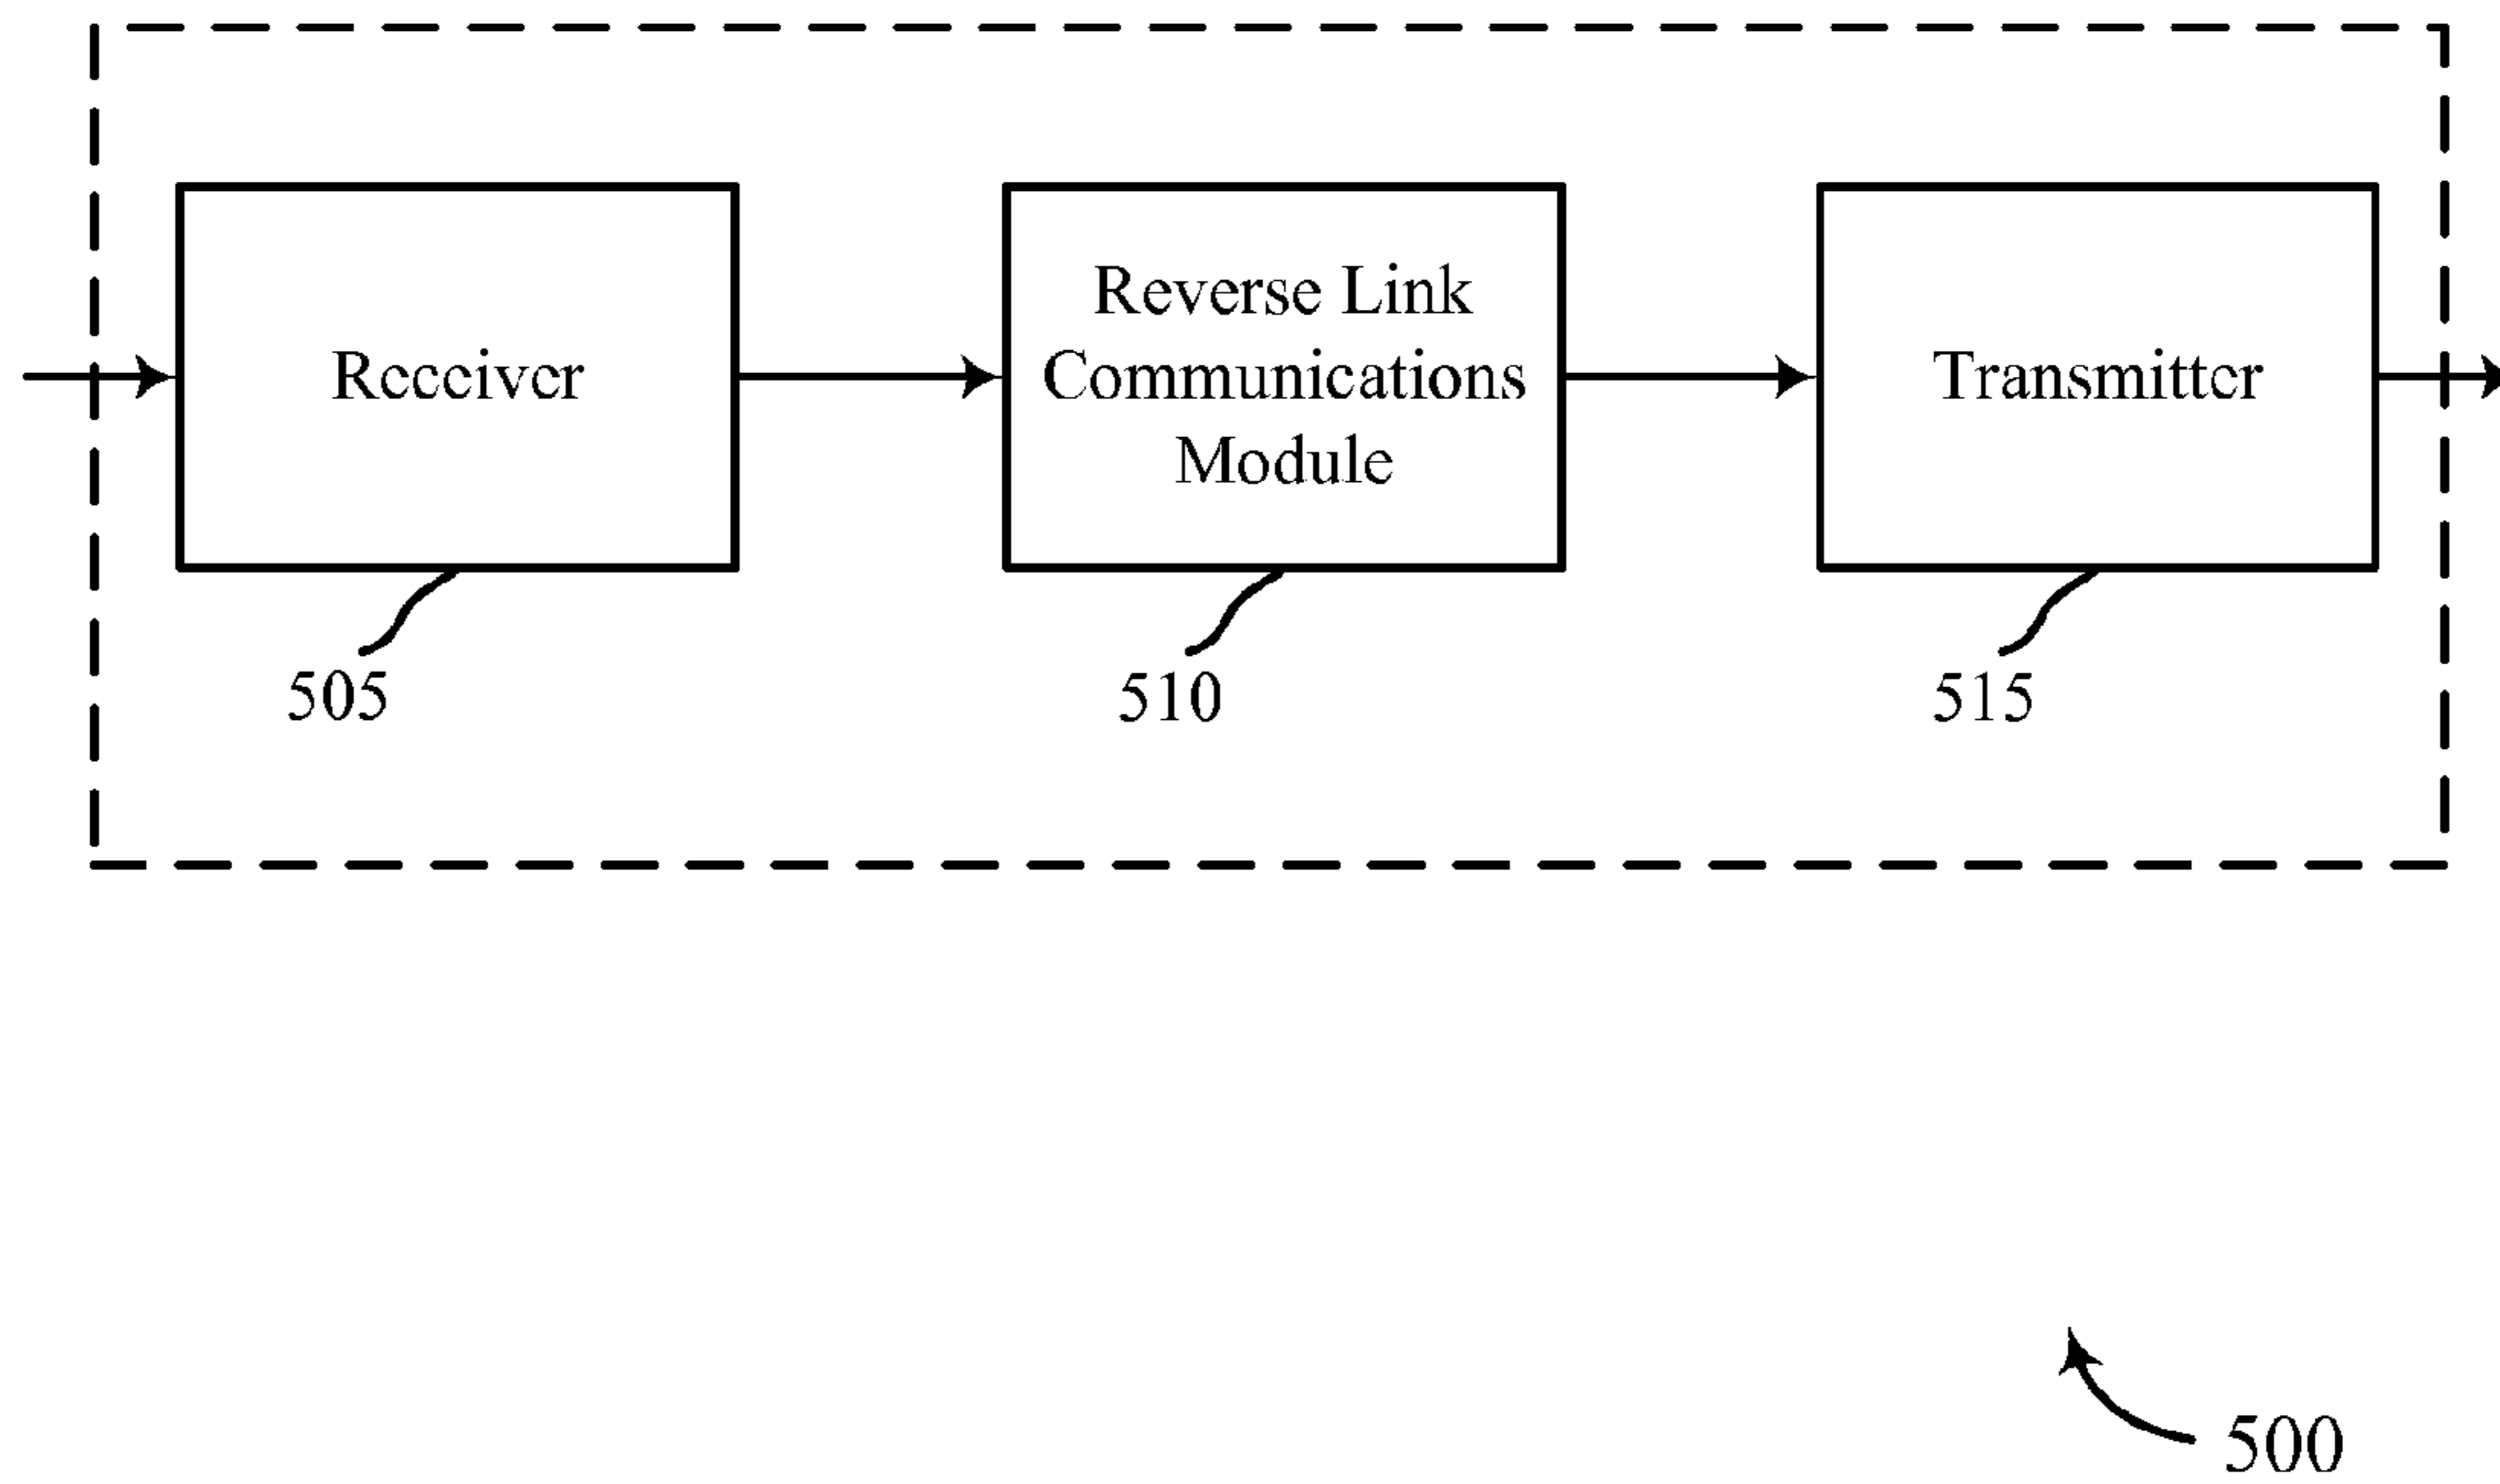 Receiver
Reverse Link
Communications
Module
Transmitter
505
510
515
500